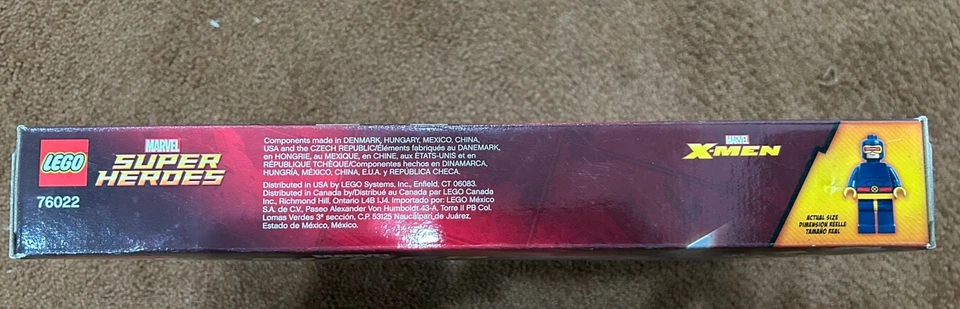 LEGO
MARVEL
SUPER
HEROES
76022
Components made in DENMARK, HUNGARY, MEXICO, CHINA,
USA and the CZECH REPUBLIC/Éléments fabriqués au DANEMARK,
en HONGRIE, au MEXIQUE, en CHINE, aux ÉTATS-UNIS et en
RÉPUBLIQUE TCHÈQUE/Componentes hechos en DINAMARCA,
HUNGRÍA, MÉXICO, CHINA, E.U.A. y REPUBLICA CHECA.
Distributed in USA by LEGO Systems, Inc., Enfield, CT 06083.
Distributed in Canada by/Distribué au Canada par LEGO Canada
Inc., Richmond Hill, Ontario L4B 1J4. Importado por: LEGO México
S.A. de C.V., Paseo Alexander Von Humboldt 43-A, Torre II PB Col.
Lomas Verdes 3ª sección, C.P. 53125 Naucalpan de Juárez,
Estado de México, México.
MARVEL
X-MEN
ACTUAL SIZE
DIMENSION RÉELLE
TAMAÑO REAL